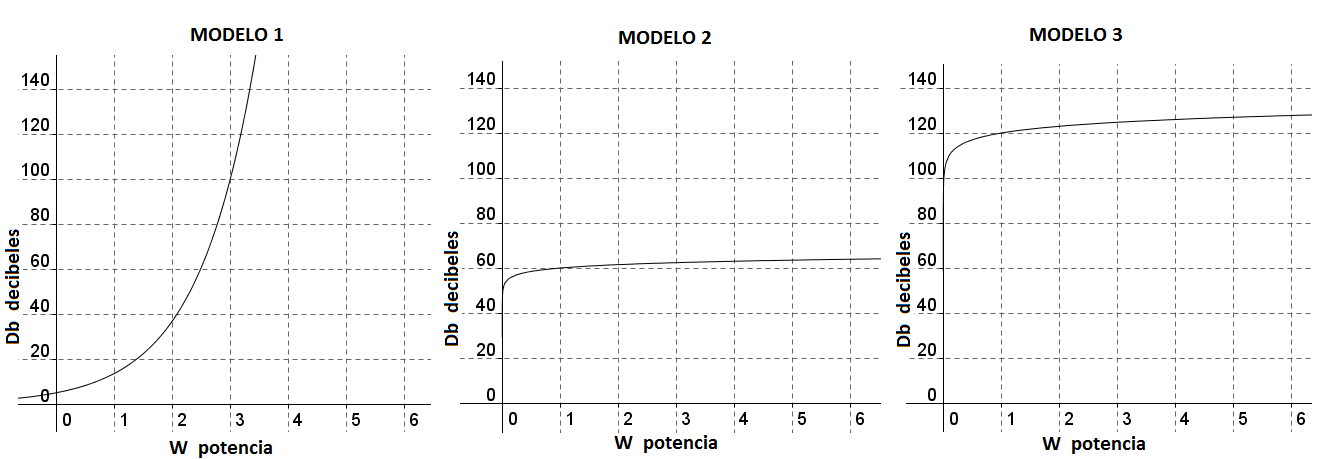 MODELO 1
Db decibeles
140
120
100
80
60
40
20
0
0 1 2 3 4 5 6
W potencia
MODELO 2
Db decibeles
140
120
100
80
60
40
20
0
0 1 2 3 4 5 6
W potencia
MODELO 3
Db decibeles
140
120
100
80
60
40
20
0
0 1 2 3 4 5 6
W potencia